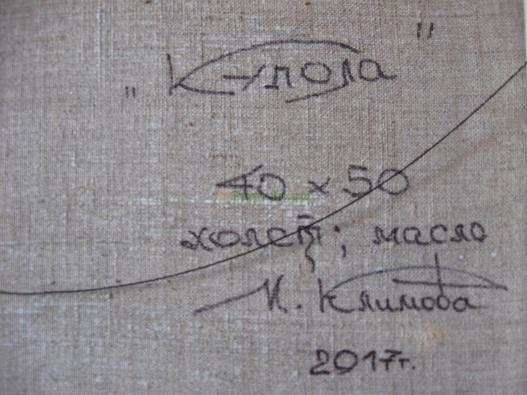 "Купола"
40 x 50
холст; масло
И. Климова
2017г.